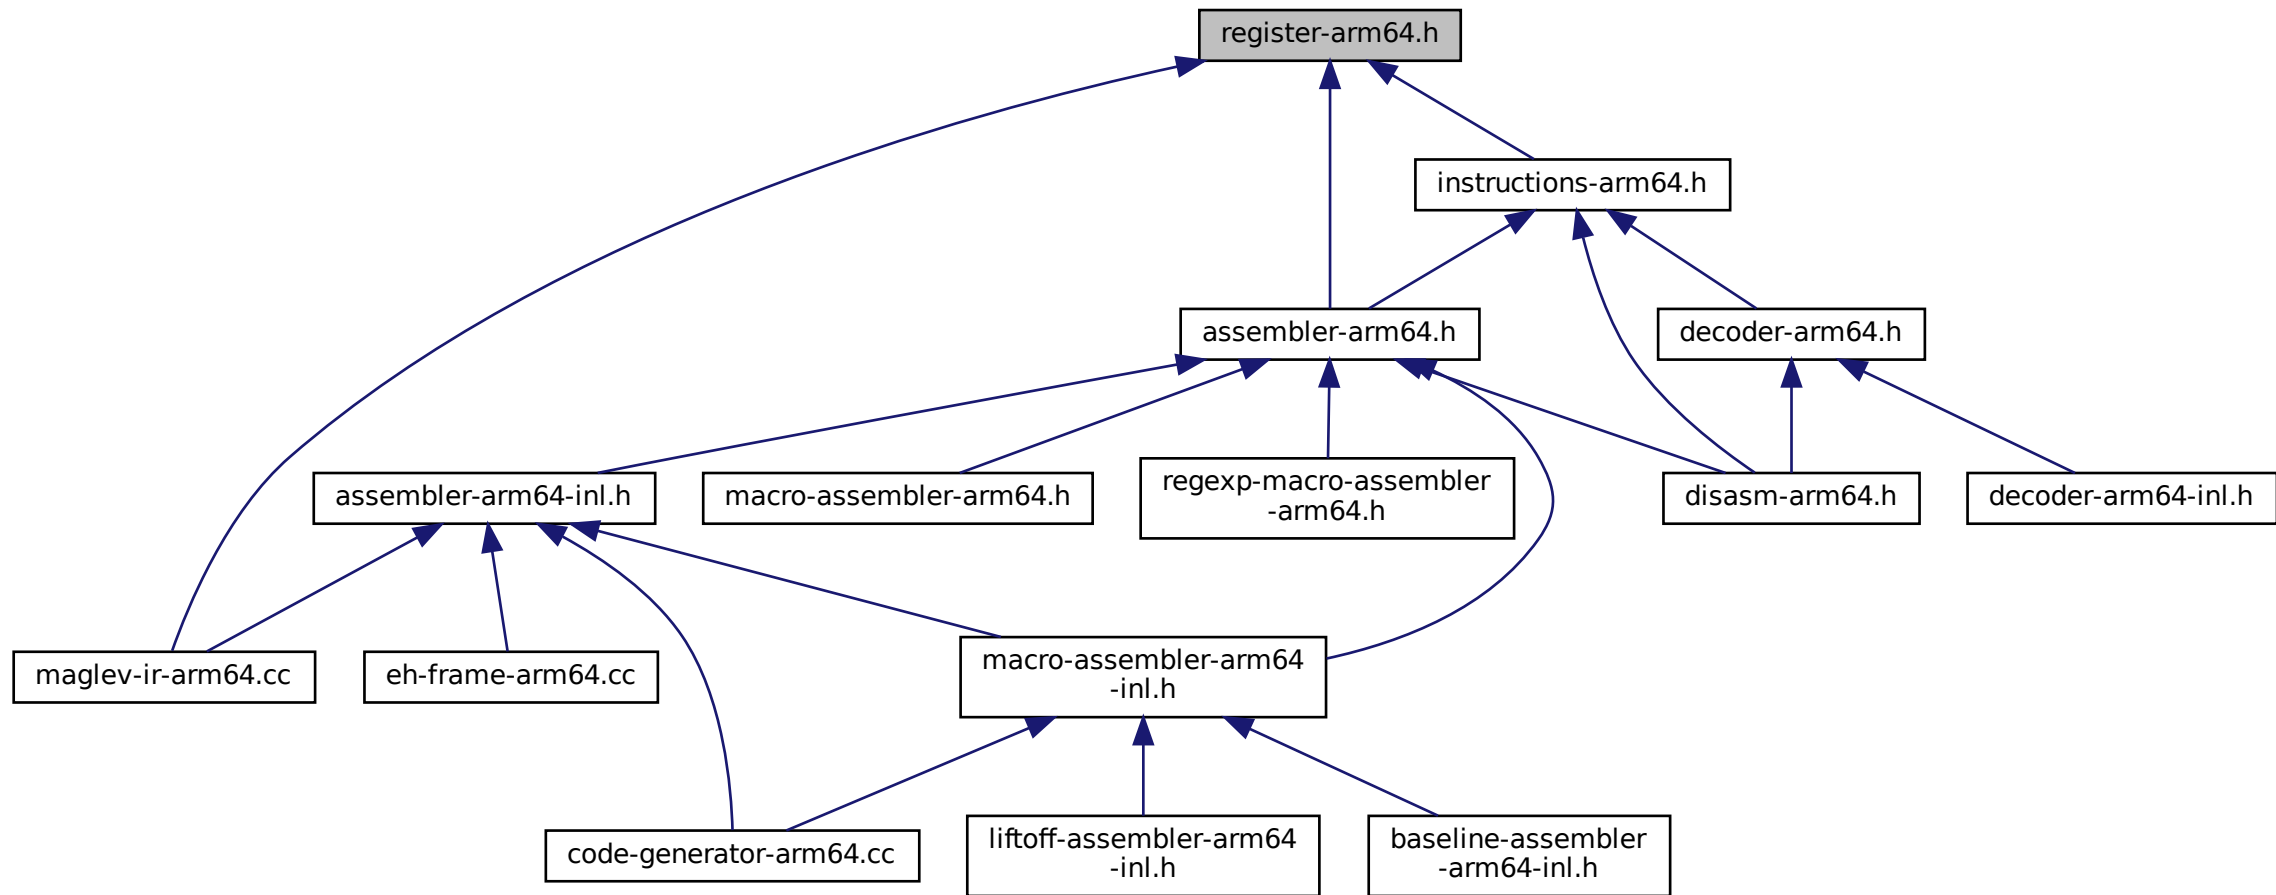 register-arm64.h
instructions-arm64.h
assembler-arm64.h
decoder-arm64.h
assembler-arm64-inl.h
macro-assembler-arm64.h
regexp-macro-assembler
-arm64.h
disasm-arm64.h
decoder-arm64-inl.h
maglev-ir-arm64.cc
eh-frame-arm64.cc
macro-assembler-arm64
-inl.h
code-generator-arm64.cc
liftoff-assembler-arm64
-inl.h
baseline-assembler
-arm64-inl.h